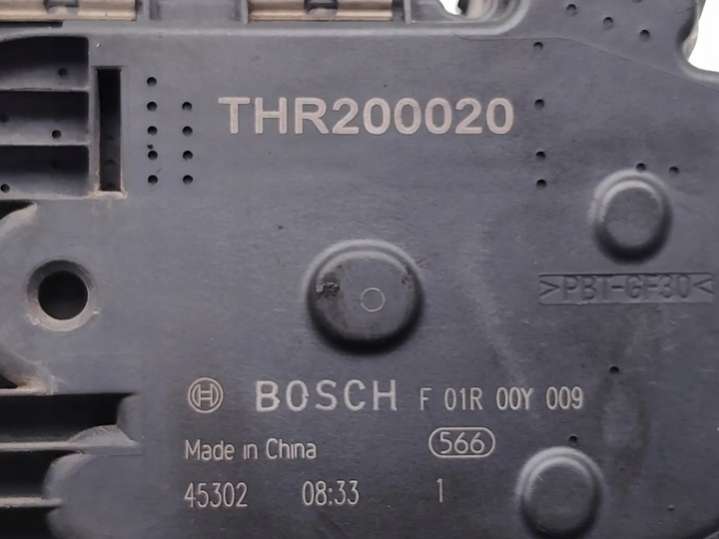 THR200020
>PBT-GF30<
BOSCH F 01R 00Y 009
Made in China 566
45302 08:33 1